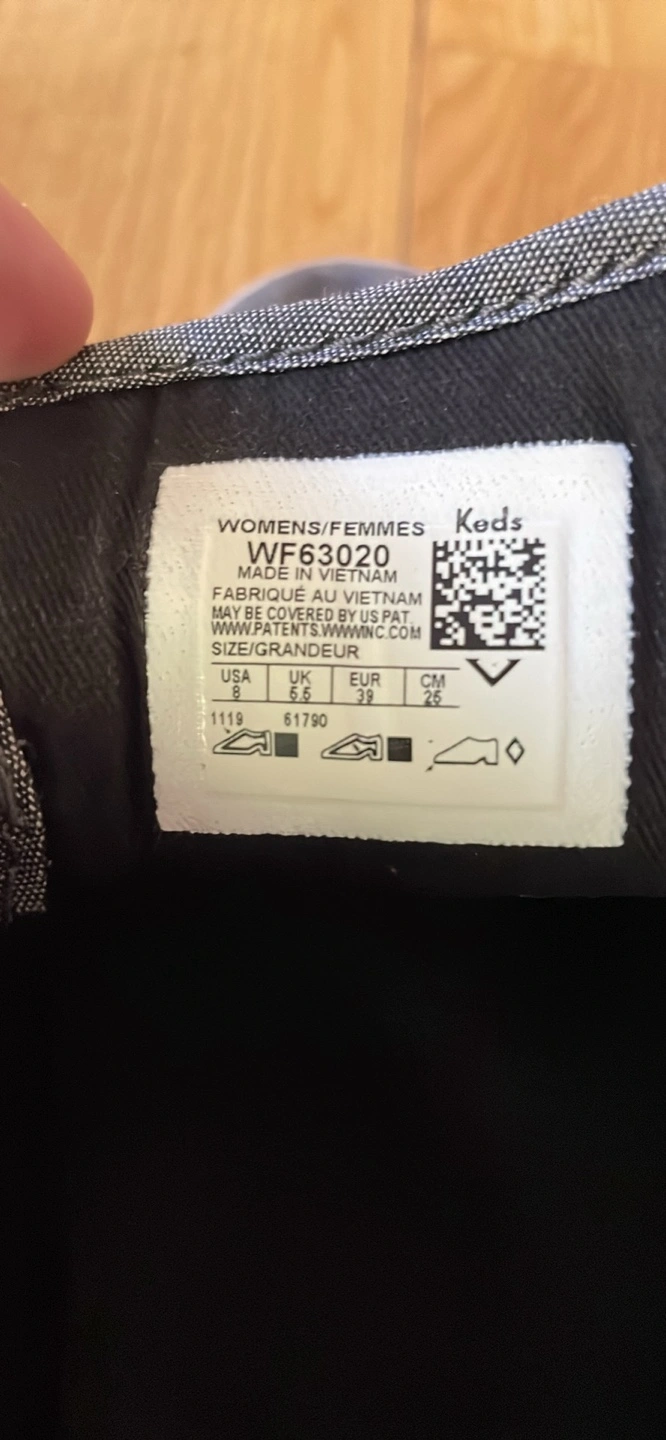 WOMENS/FEMMES Keds
WF63020
MADE IN VIETNAM
FABRIQUÉ AU VIETNAM
MAY BE COVERED BY US PAT.
WWW.PATENTS.WWWINC.COM
SIZE/GRANDEUR
USA UK EUR CM
8 5.5 39 25
1119 61790